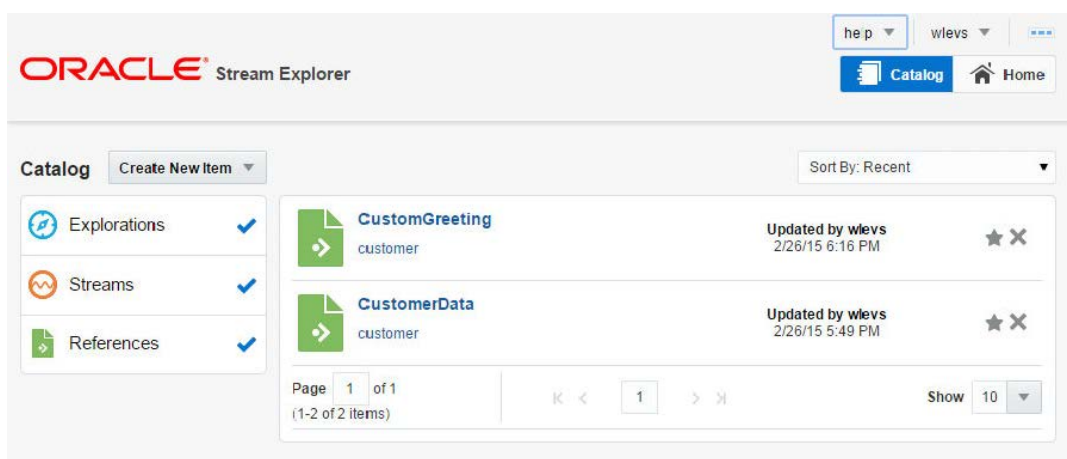 help wlevs
ORACLE Stream Explorer
Catalog Home
Catalog Create New Item Sort By: Recent
Explorations
Streams
References
CustomGreeting
customer
Updated by wlevs
2/26/15 6:16 PM
CustomerData
customer
Updated by wlevs
2/26/15 5:49 PM
Page 1 of 1
(1-2 of 2 items)
1
Show 10